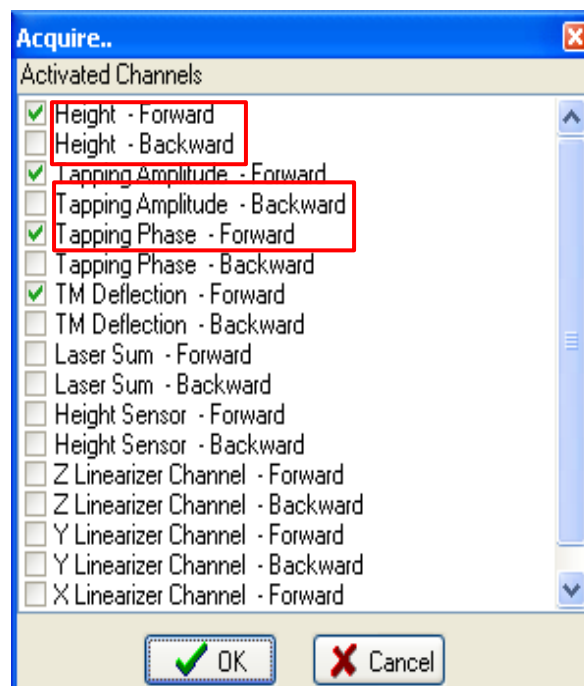 Acquire..
Activated Channels
Height - Forward
Height - Backward
Tapping Amplitude - Forward
Tapping Amplitude - Backward
Tapping Phase - Forward
Tapping Phase - Backward
TM Deflection - Forward
TM Deflection - Backward
Laser Sum - Forward
Laser Sum - Backward
Height Sensor - Forward
Height Sensor - Backward
Z Linearizer Channel - Forward
Z Linearizer Channel - Backward
Y Linearizer Channel - Forward
Y Linearizer Channel - Backward
X Linearizer Channel - Forward
OK Cancel